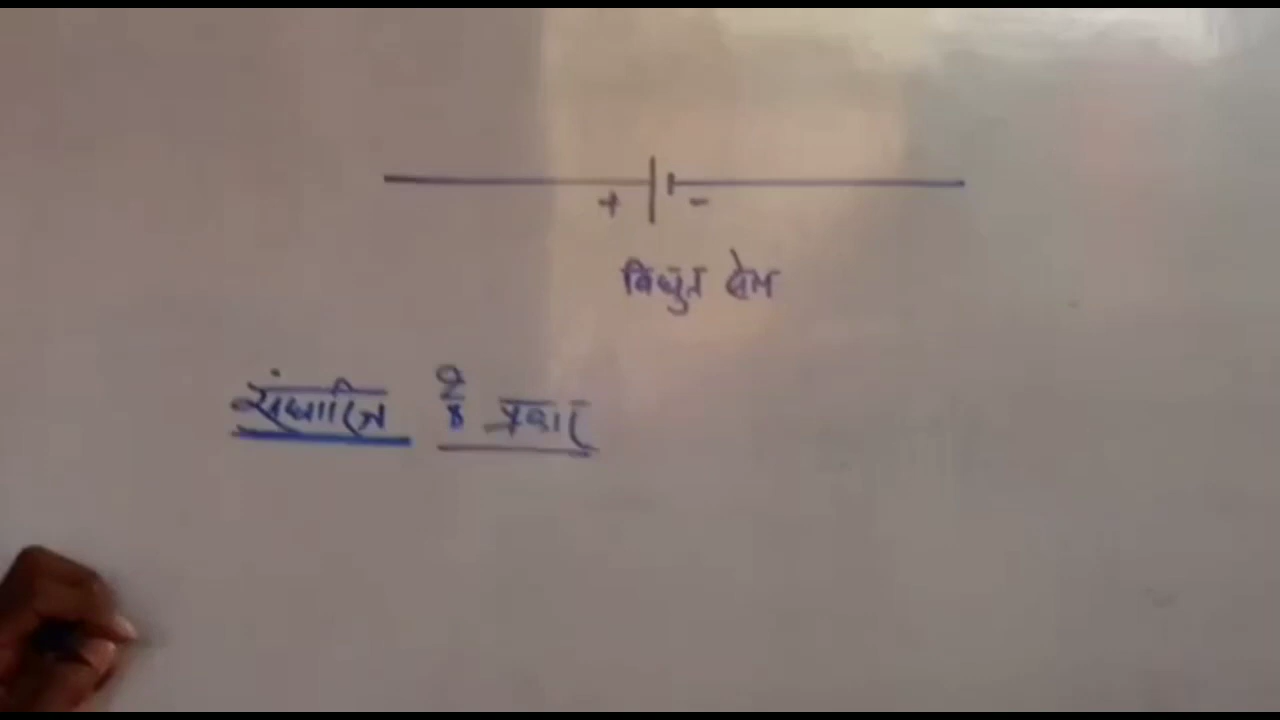 + -
विद्युत सेल
संधारित्र के प्रकार